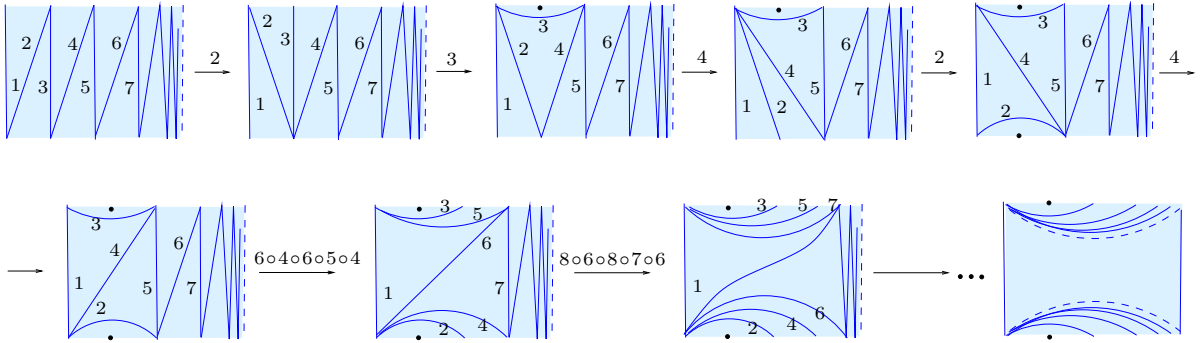 2 4 6 1 3 5 7
2
2 3 4 6 1 5 7
3
3 2 4 6 1 5 7
4
3 6 4 5 7 1 2
2
3 6 4 1 5 7 2
4
3 4 6 1 5 7 2
6∘4∘6∘5∘4
3 5 6 1 7 2 4
8∘6∘8∘7∘6
3 5 7 1 6 2 4
•••